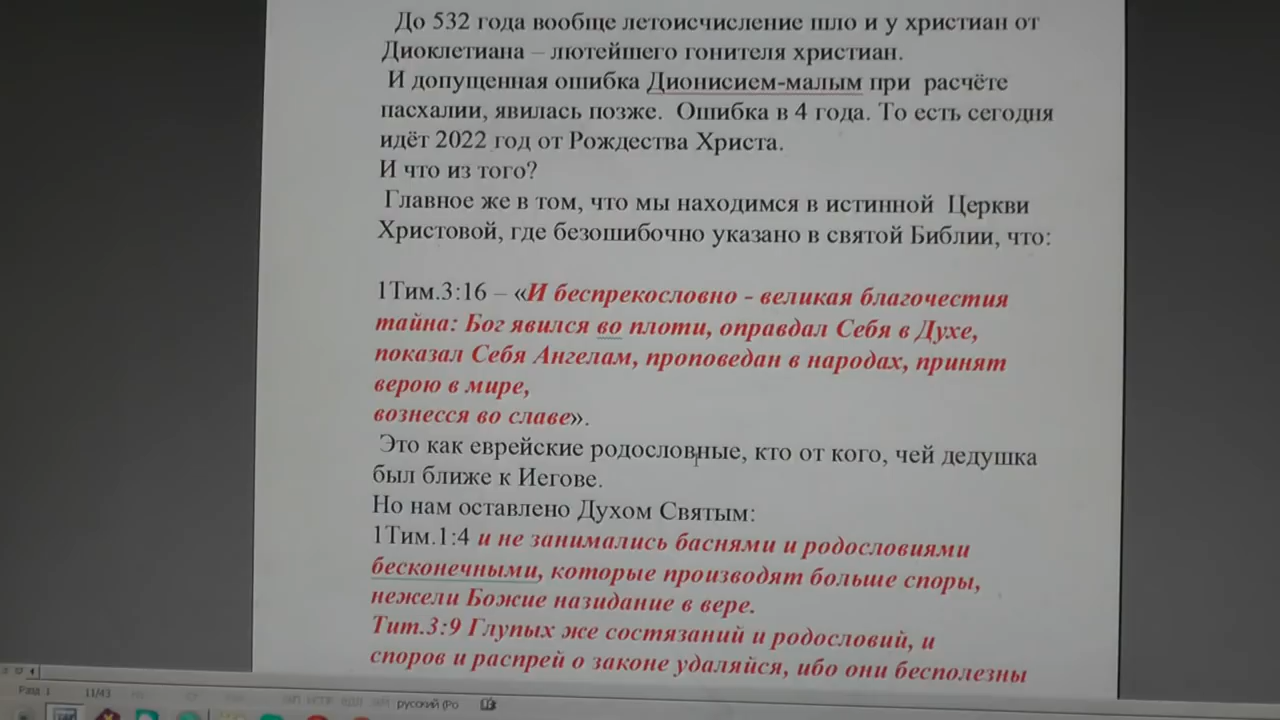 До 532 года вообще летоисчисление шло и у христиан от
Диоклетиана – лютейшего гонителя христиан.
И допущенная ошибка Дионисием-малым при расчёте
пасхалии, явилась позже. Ошибка в 4 года. То есть сегодня
идёт 2022 год от Рождества Христа.
И что из того?
Главное же в том, что мы находимся в истинной Церкви
Христовой, где безошибочно указано в святой Библии, что:
1Тим.3:16 – «И беспрекословно - великая благочестия
тайна: Бог явился во плоти, оправдал Себя в Духе,
показал Себя Ангелам, проповедан в народах, принят
верою в мире,
вознесся во славе».
Это как еврейские родословные, кто от кого, чей дедушка
был ближе к Иегове.
Но нам оставлено Духом Святым:
1Тим.1:4 и не занимались баснями и родословиями
бесконечными, которые производят больше споры,
нежели Божие назидание в вере.
Тит.3:9 Глупых же состязаний и родословий, и
споров и распрей о законе удаляйся, ибо они бесполезны
Разд 1 11/43 русский (Ро